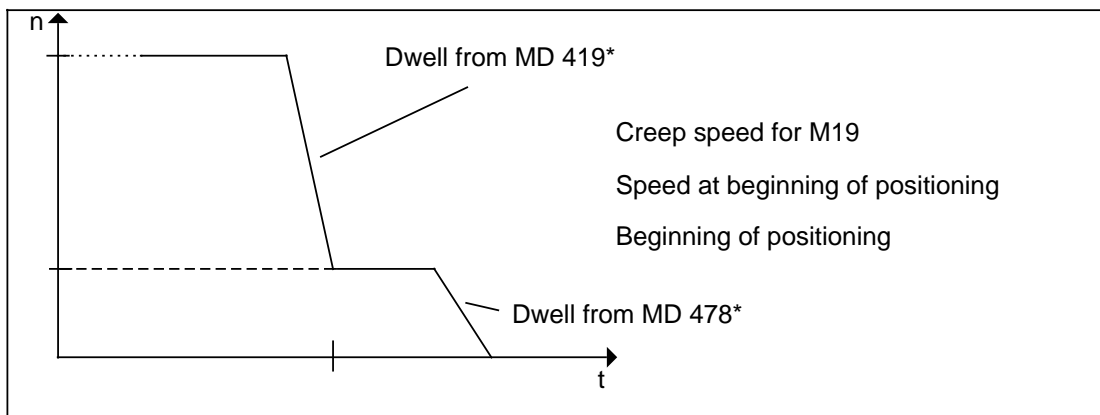 n
Dwell from MD 419*
Creep speed for M19
Speed at beginning of positioning
Beginning of positioning
Dwell from MD 478*
t